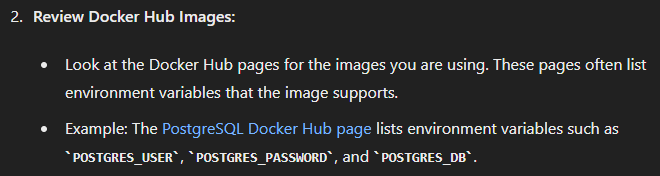 2. Review Docker Hub Images:
• Look at the Docker Hub pages for the images you are using. These pages often list
environment variables that the image supports.
• Example: The PostgreSQL Docker Hub page lists environment variables such as
`POSTGRES_USER`, `POSTGRES_PASSWORD`, and `POSTGRES_DB`.